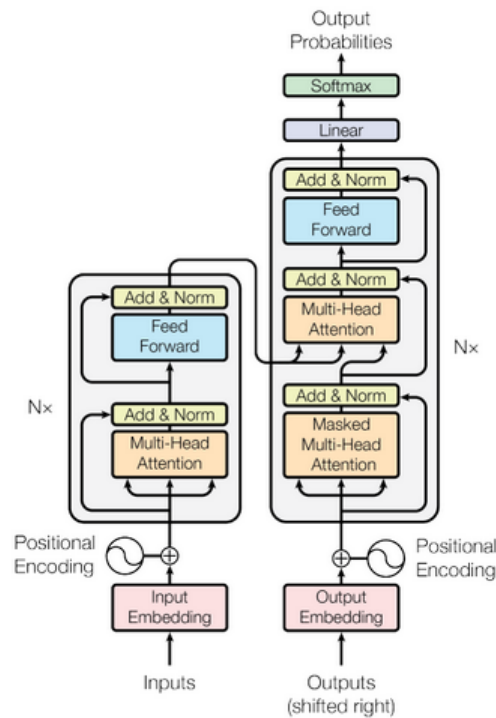 Output
Probabilities
Softmax
Linear
Add & Norm
Feed
Forward
Add & Norm
Multi-Head
Attention
Add & Norm
Masked
Multi-Head
Attention
N×
Add & Norm
Feed
Forward
Add & Norm
Multi-Head
Attention
N×
Positional
Encoding
Positional
Encoding
Input
Embedding
Output
Embedding
Inputs
Outputs
(shifted right)